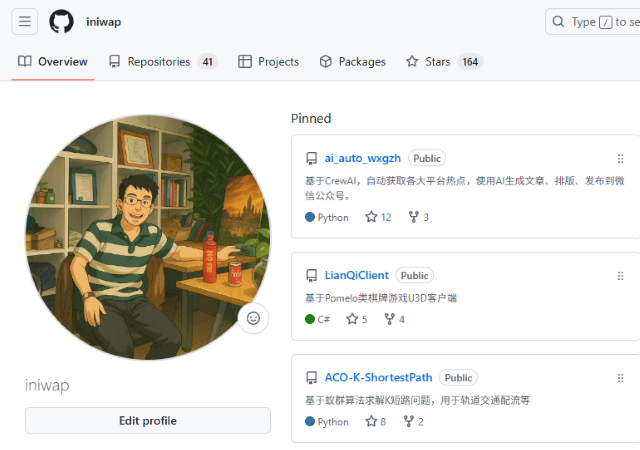 iniwap
Type / to se
Overview
Repositories 41
Projects
Packages
Stars 164
Pinned
ai_auto_wxgzh Public
基于CrewAI，自动获取各大平台热点，使用AI生成文章、排版、发布到微
信公众号。
Python 12 3
LianQiClient Public
基于Pomelo类棋牌游戏U3D客户端
C# 5 4
ACO-K-ShortestPath Public
基于蚁群算法求解K短路问题，用于轨道交通配流等
Python 8 2
iniwap
Edit profile